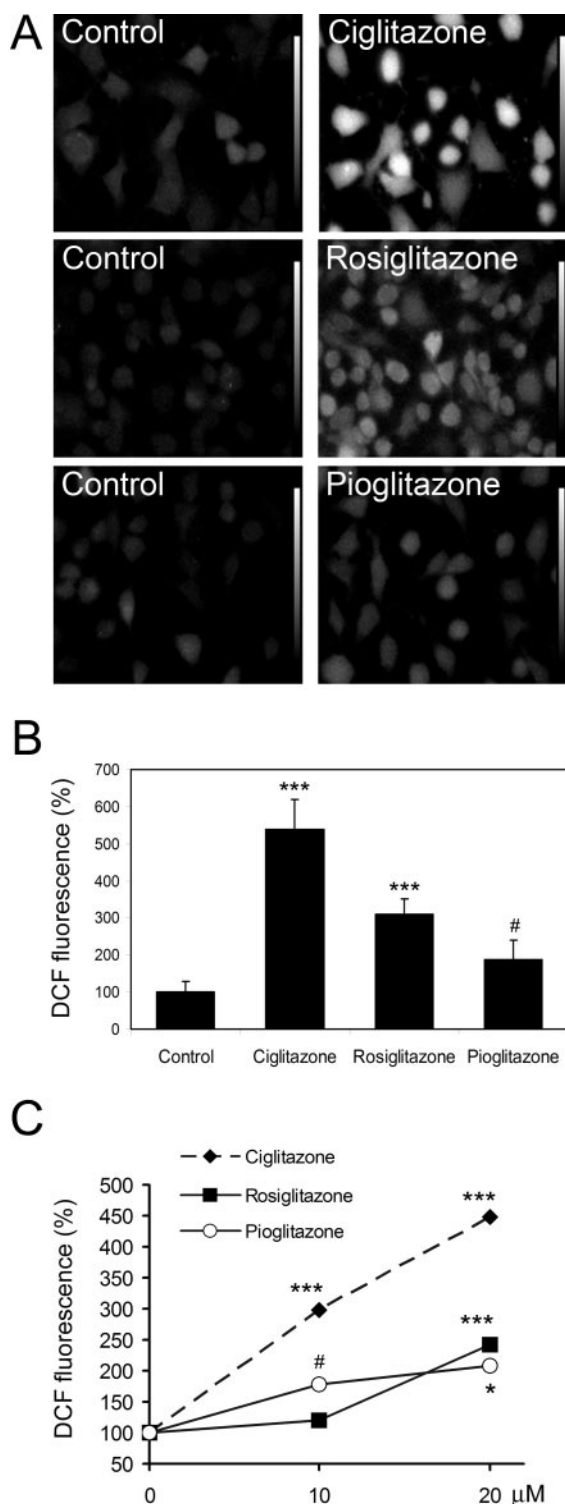 A
Control
Ciglitazone
Control
Rosiglitazone
Control
Pioglitazone
B
DCF fluorescence (%)
700
600
500
400
300
200
100
0
***
***
#
Control Ciglitazone Rosiglitazone Pioglitazone
C
DCF fluorescence (%)
Ciglitazone
Rosiglitazone
Pioglitazone
500
450
400
350
300
250
200
150
100
50
***
***
***
#
*
0 10 20 μM